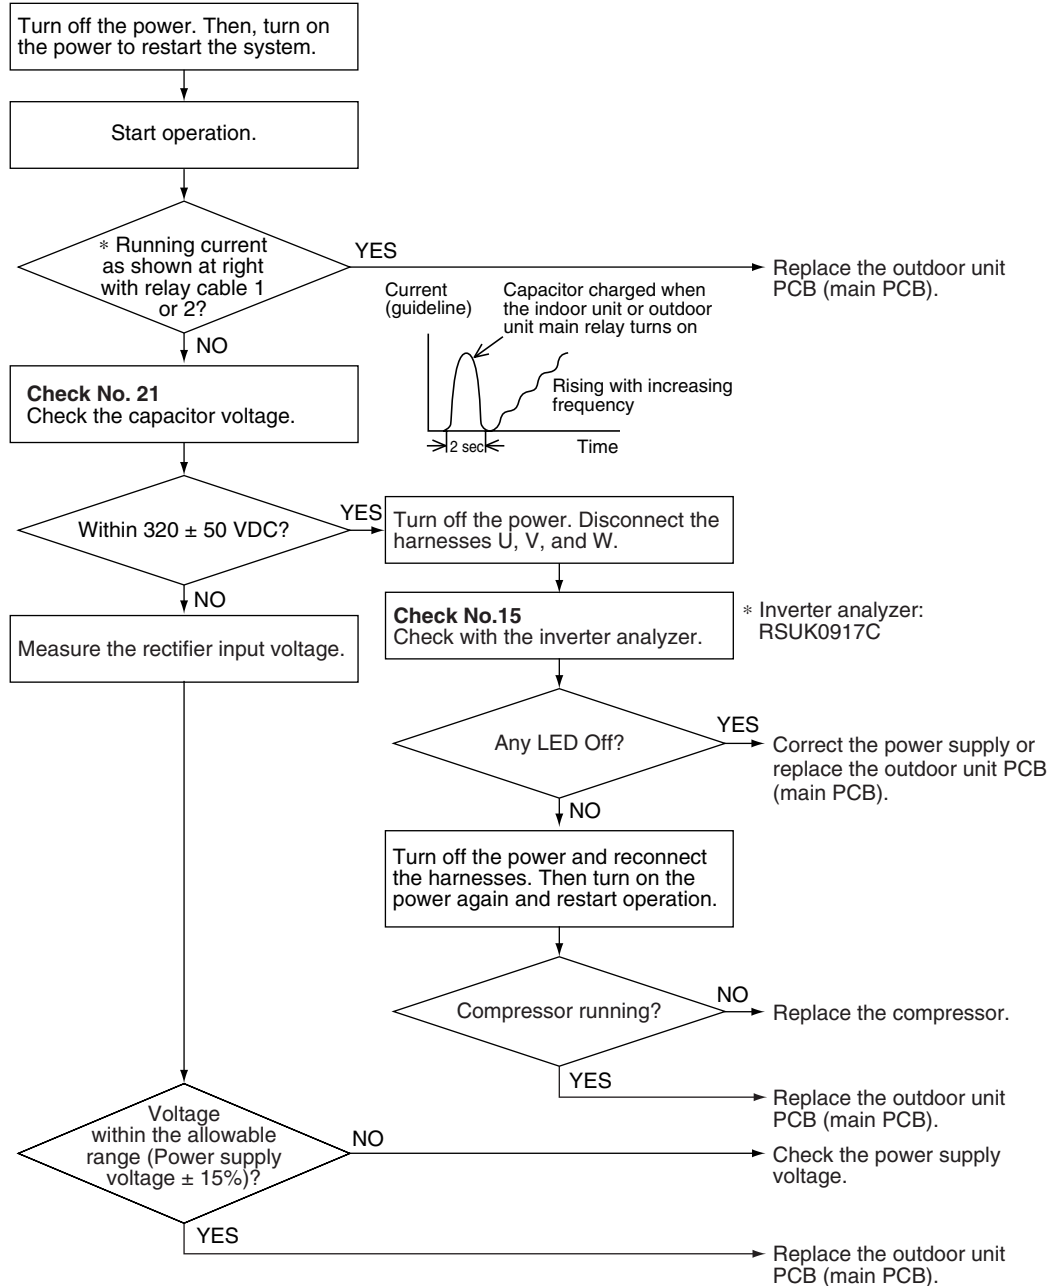 Turn off the power. Then, turn on
the power to restart the system.
Start operation.
* Running current
as shown at right
with relay cable 1
or 2?
YES
Replace the outdoor unit
PCB (main PCB).
NO
Current
(guideline)
Capacitor charged when
the indoor unit or outdoor
unit main relay turns on
Rising with increasing
frequency
2 sec
Time
Check No. 21
Check the capacitor voltage.
Within 320 ± 50 VDC?
YES
Turn off the power. Disconnect the
harnesses U, V, and W.
NO
Check No.15
Check with the inverter analyzer.
* Inverter analyzer:
RSUK0917C
Measure the rectifier input voltage.
Any LED Off?
YES
Correct the power supply or
replace the outdoor unit PCB
(main PCB).
NO
Turn off the power and reconnect
the harnesses. Then turn on the
power again and restart operation.
Compressor running?
NO
Replace the compressor.
YES
Replace the outdoor unit
PCB (main PCB).
Voltage
within the allowable
range (Power supply
voltage ± 15%)?
NO
Check the power supply
voltage.
YES
Replace the outdoor unit
PCB (main PCB).